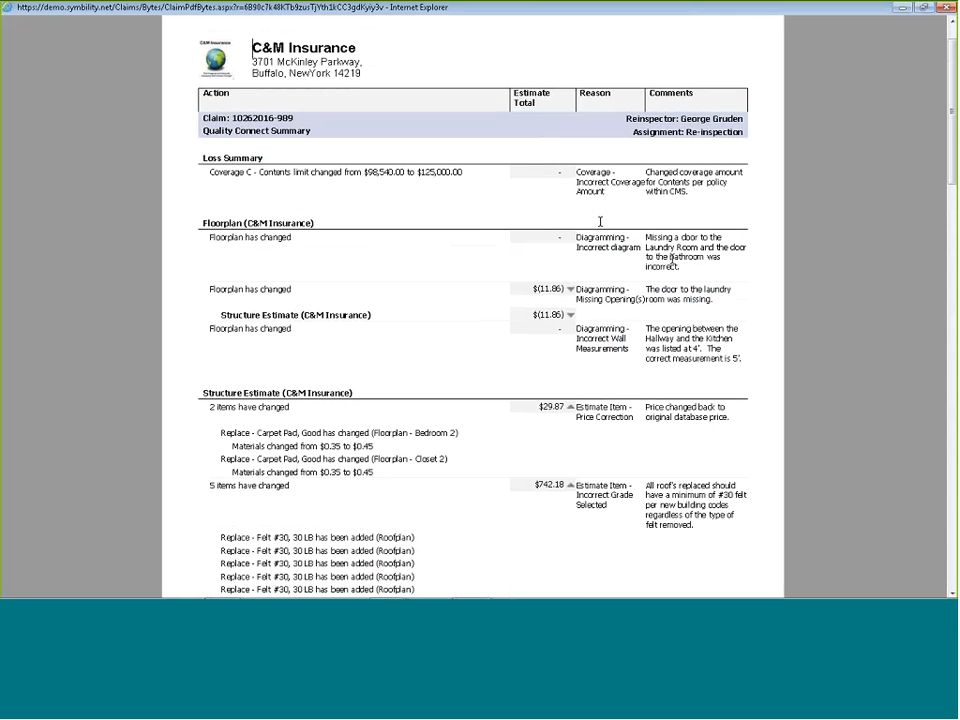 https://demo.symbility.net/Claims/Bytes/ClaimPdfBytes.aspx?r=6B90c7k48KTb9zusTjYth1kCC3gdKyiy3v - Internet Explorer
C&M Insurance
C&M Insurance
3701 McKinley Parkway,
Buffalo, NewYork 14219
Action Estimate Total Reason Comments
Claim: 10262016-989 Reinspector: George Gruden
Quality Connect Summary Assignment: Re-inspection
Loss Summary
Coverage C - Contents limit changed from $98,540.00 to $125,000.00 - Coverage - Changed coverage amount
Incorrect Coverage for Contents per policy
Amount within CMS.
Floorplan (C&M Insurance)
Floorplan has changed - Diagramming - Missing a door to the
Incorrect diagram Laundry Room and the door
to the Bathroom was
incorrect.
Floorplan has changed $(11.86) Diagramming - The door to the laundry
Missing Opening(s) room was missing.
Structure Estimate (C&M Insurance) $(11.86)
Floorplan has changed - Diagramming - The opening between the
Incorrect Wall Hallway and the Kitchen
Measurements was listed at 4'. The
correct measurement is 5'.
Structure Estimate (C&M Insurance)
2 items have changed $29.87 Estimate Item - Price changed back to
Price Correction original database price.
Replace - Carpet Pad, Good has changed (Floorplan - Bedroom 2)
Materials changed from $0.35 to $0.45
Replace - Carpet Pad, Good has changed (Floorplan - Closet 2)
Materials changed from $0.35 to $0.45
5 items have changed $742.18 Estimate Item - All roof's replaced should
Incorrect Grade have a minimum of #30 felt
Selected per new building codes
regardless of the type of
felt removed.
Replace - Felt #30, 30 LB has been added (Roofplan)
Replace - Felt #30, 30 LB has been added (Roofplan)
Replace - Felt #30, 30 LB has been added (Roofplan)
Replace - Felt #30, 30 LB has been added (Roofplan)
Replace - Felt #30, 30 LB has been added (Roofplan)